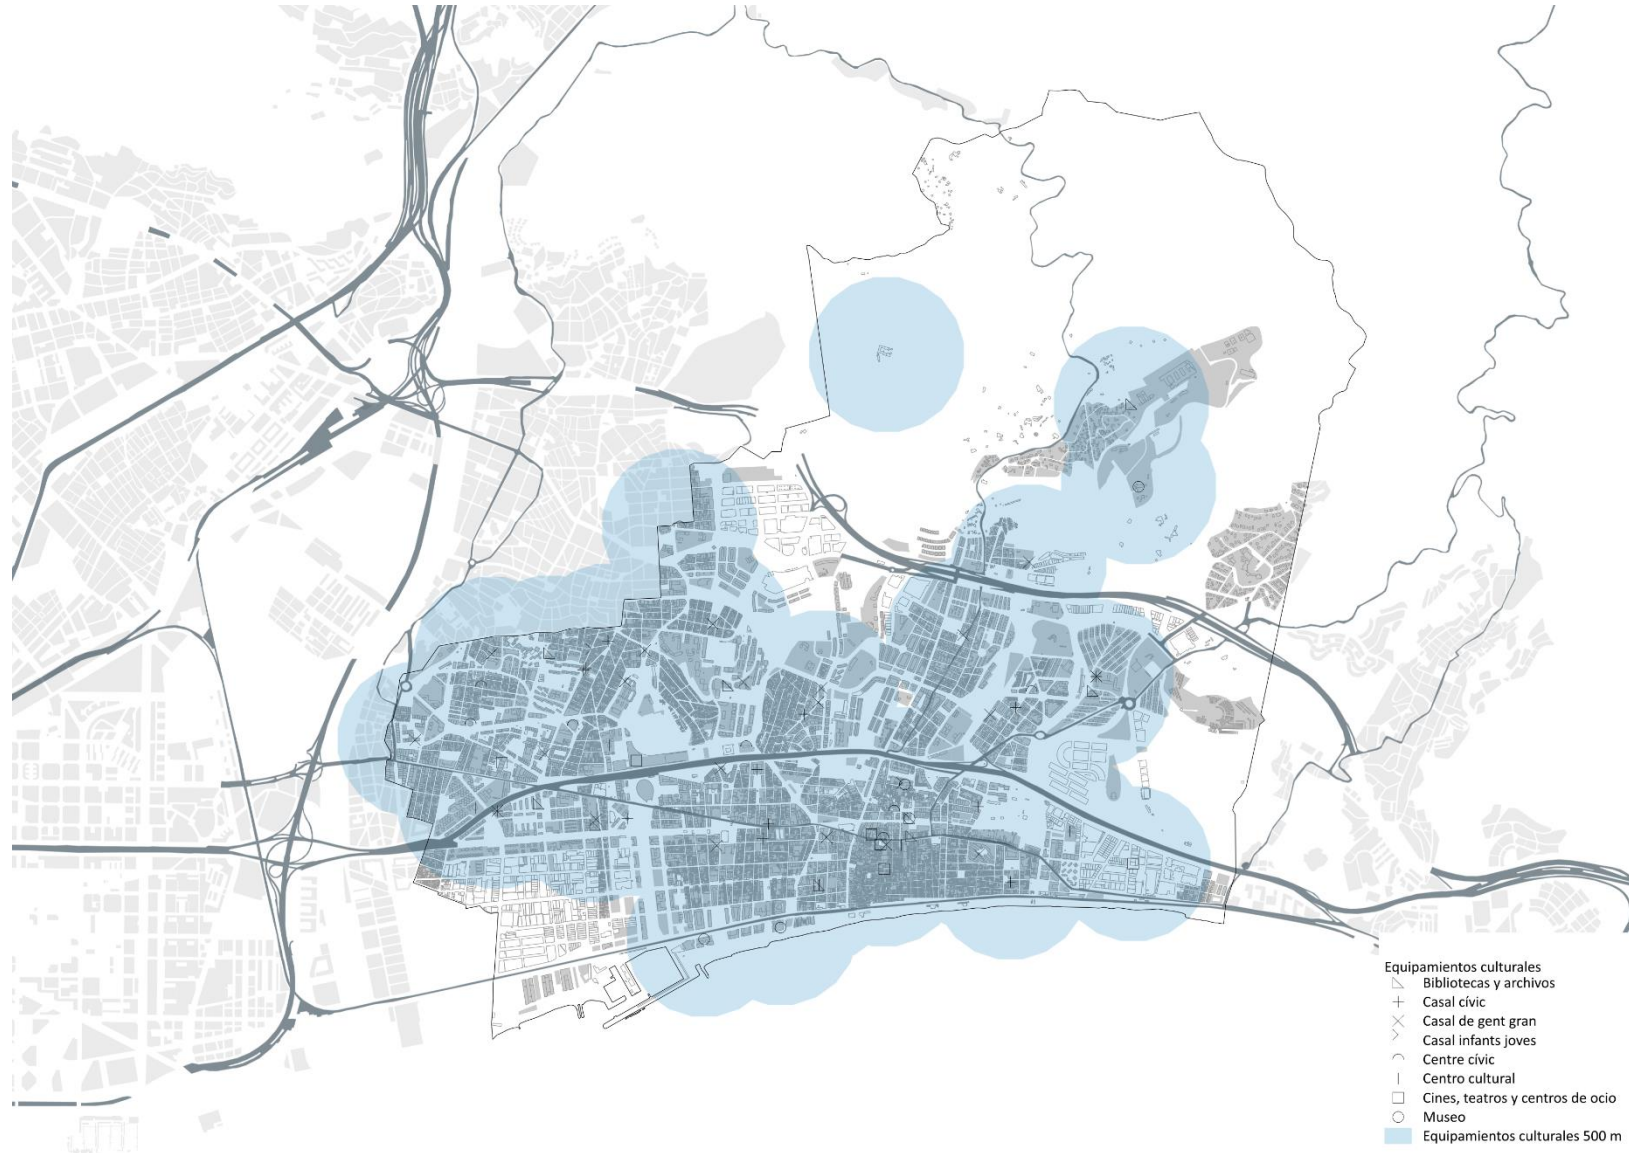 Equipamientos culturales
Bibliotecas y archivos
Casal cívic
Casal de gent gran
Casal infants joves
Centre cívic
Centro cultural
Cines, teatros y centros de ocio
Museo
Equipamientos culturales 500 m